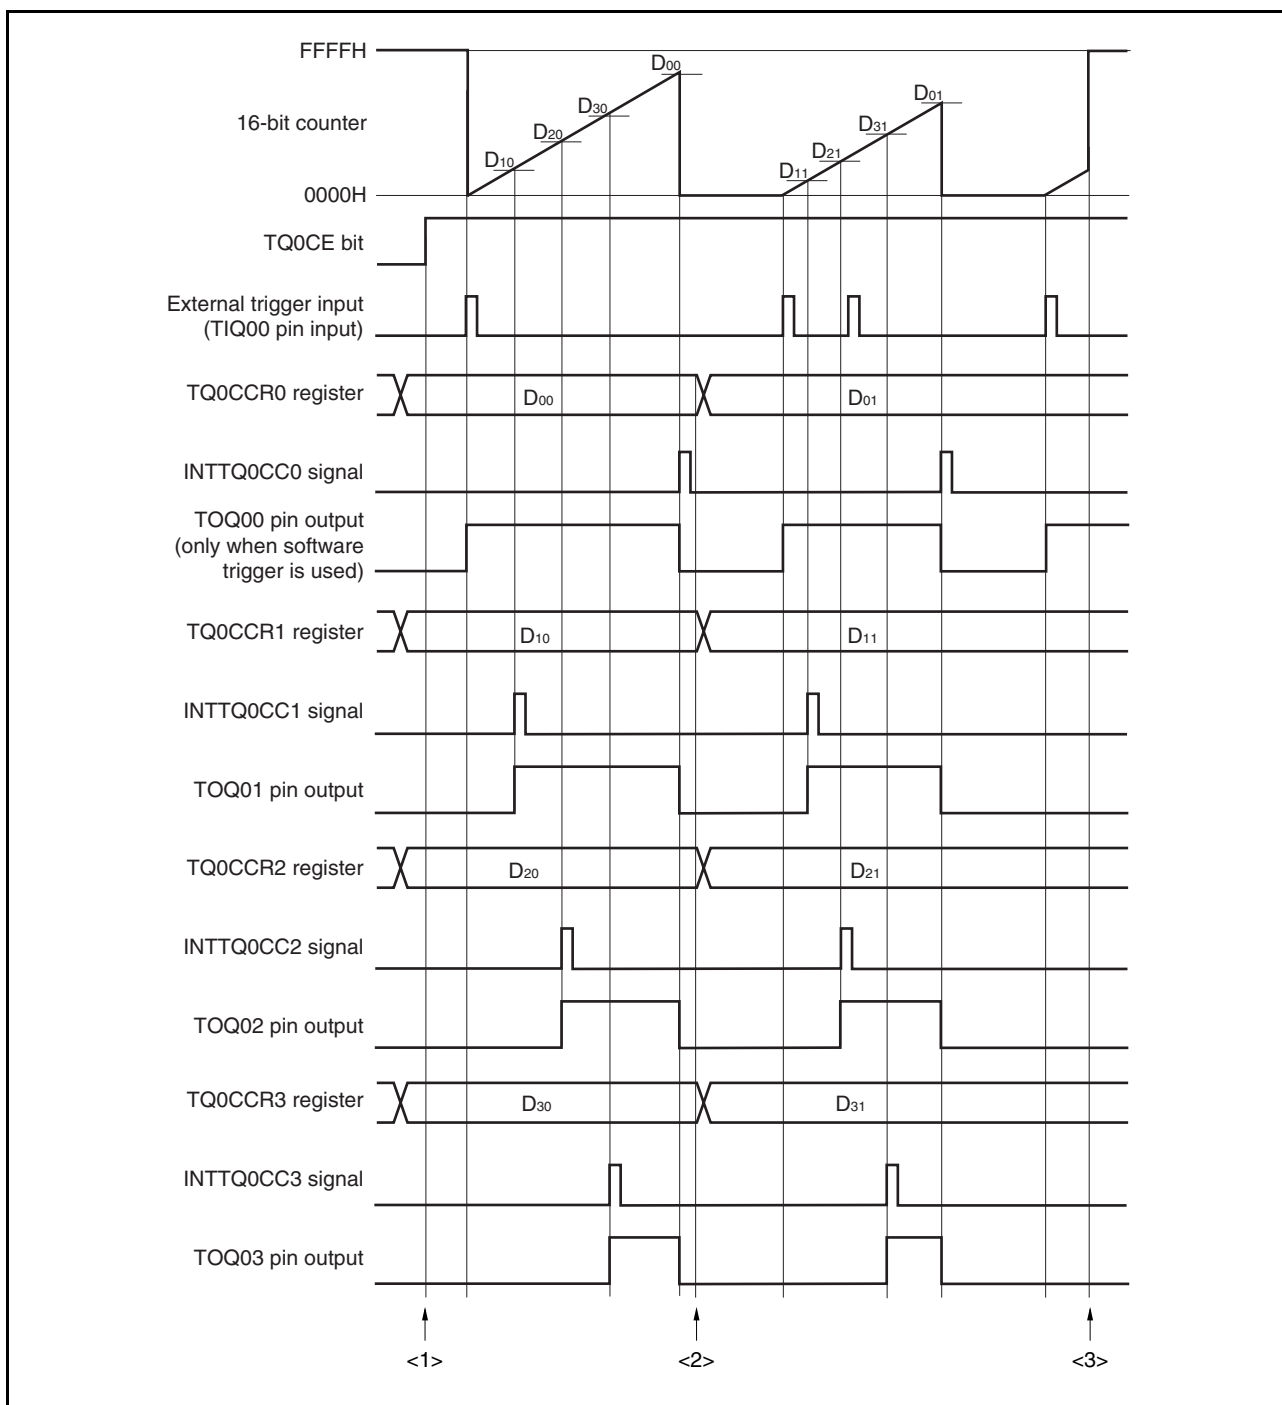 FFFFH
D00
D30
D20
D10
D01
D31
D21
D11
16-bit counter
0000H
TQ0CE bit
External trigger input
(TIQ00 pin input)
TQ0CCR0 register
D00
D01
INTTQ0CC0 signal
TOQ00 pin output
(only when software
trigger is used)
TQ0CCR1 register
D10
D11
INTTQ0CC1 signal
TOQ01 pin output
TQ0CCR2 register
D20
D21
INTTQ0CC2 signal
TOQ02 pin output
TQ0CCR3 register
D30
D31
INTTQ0CC3 signal
TOQ03 pin output
<1>
<2>
<3>